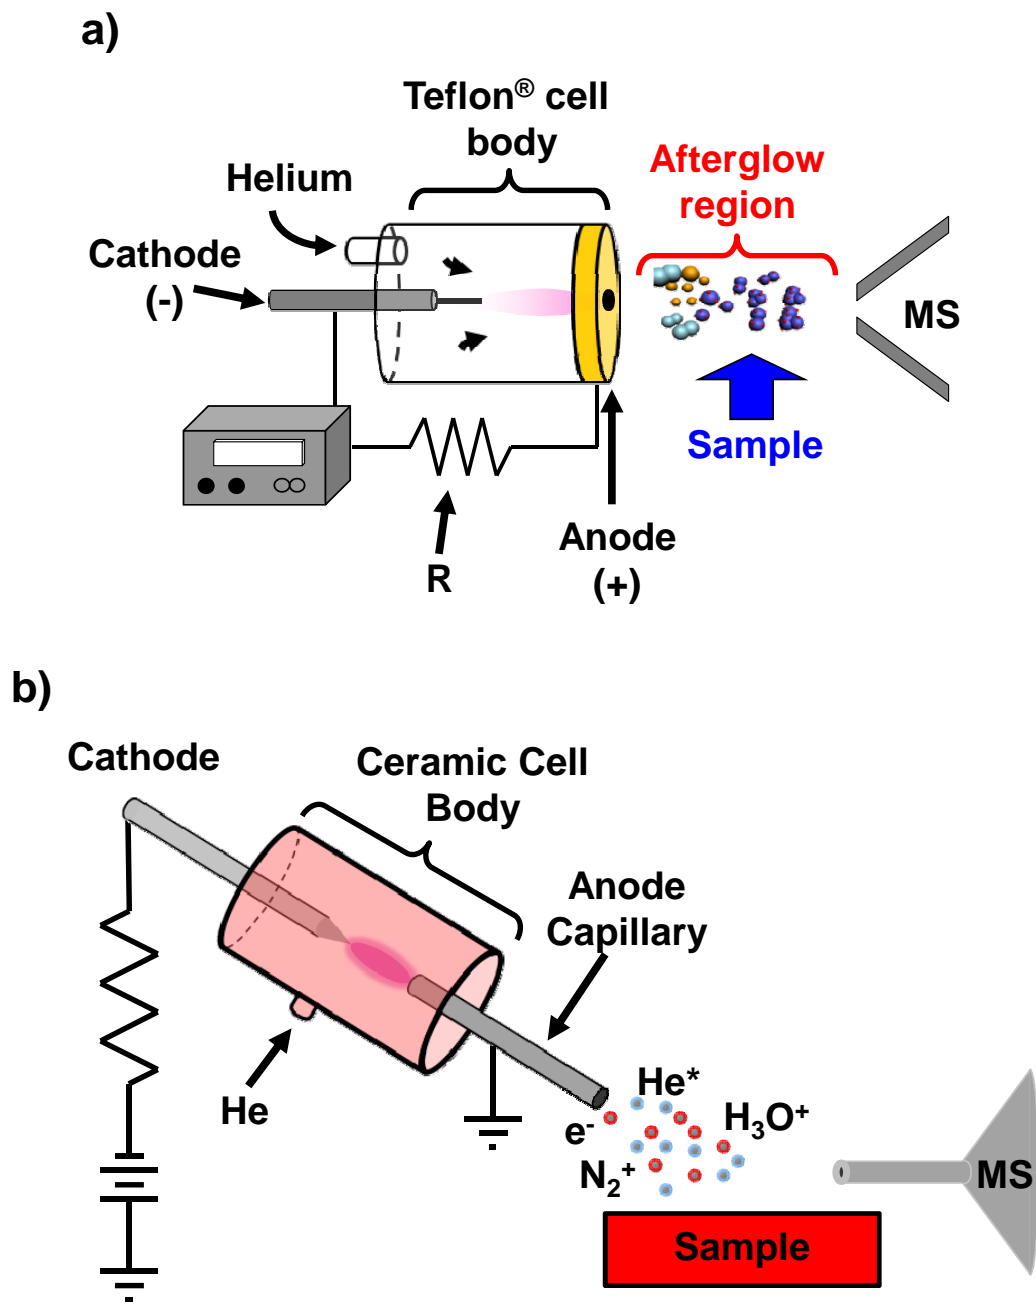 a)
Teflon® cell
body
Helium
Afterglow
region
Cathode
(-)
MS
Sample
R
Anode
(+)
b)
Cathode
Ceramic Cell
Body
Anode
Capillary
He
He*
H₃O⁺
e⁻
N₂⁺
MS
Sample